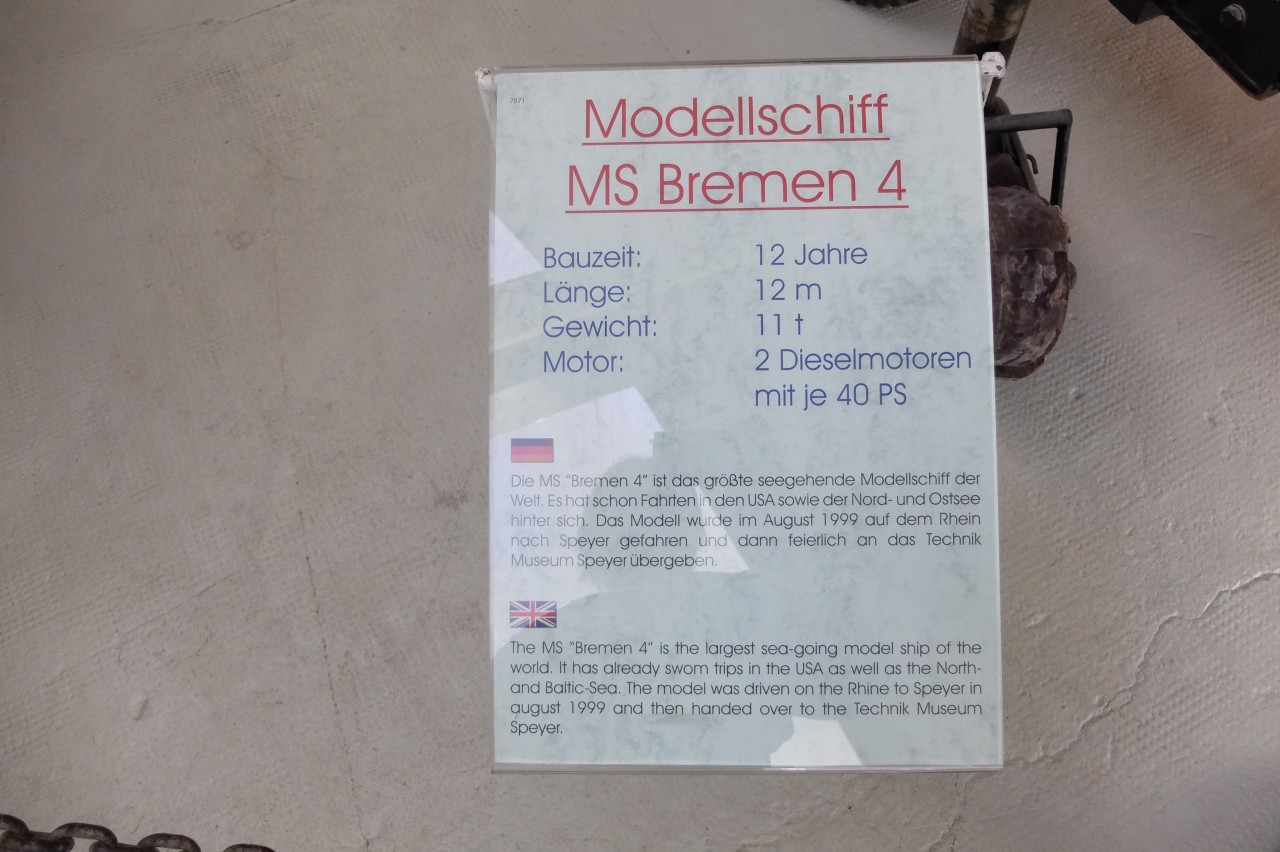 7871
Modellschiff
MS Bremen 4
Bauzeit: 12 Jahre
Länge: 12 m
Gewicht: 11 t
Motor: 2 Dieselmotoren
mit je 40 PS
Die MS "Bremen 4" ist das größte seegehende Modellschiff der
Welt. Es hat schon Fahrten in den USA sowie der Nord- und Ostsee
hinter sich. Das Modell wurde im August 1999 auf dem Rhein
nach Speyer gefahren und dann feierlich an das Technik
Museum Speyer übergeben.
The MS "Bremen 4" is the largest sea-going model ship of the
world. It has already swom trips in the USA as well as the North-
and Baltic-Sea. The model was driven on the Rhine to Speyer in
august 1999 and then handed over to the Technik Museum
Speyer.